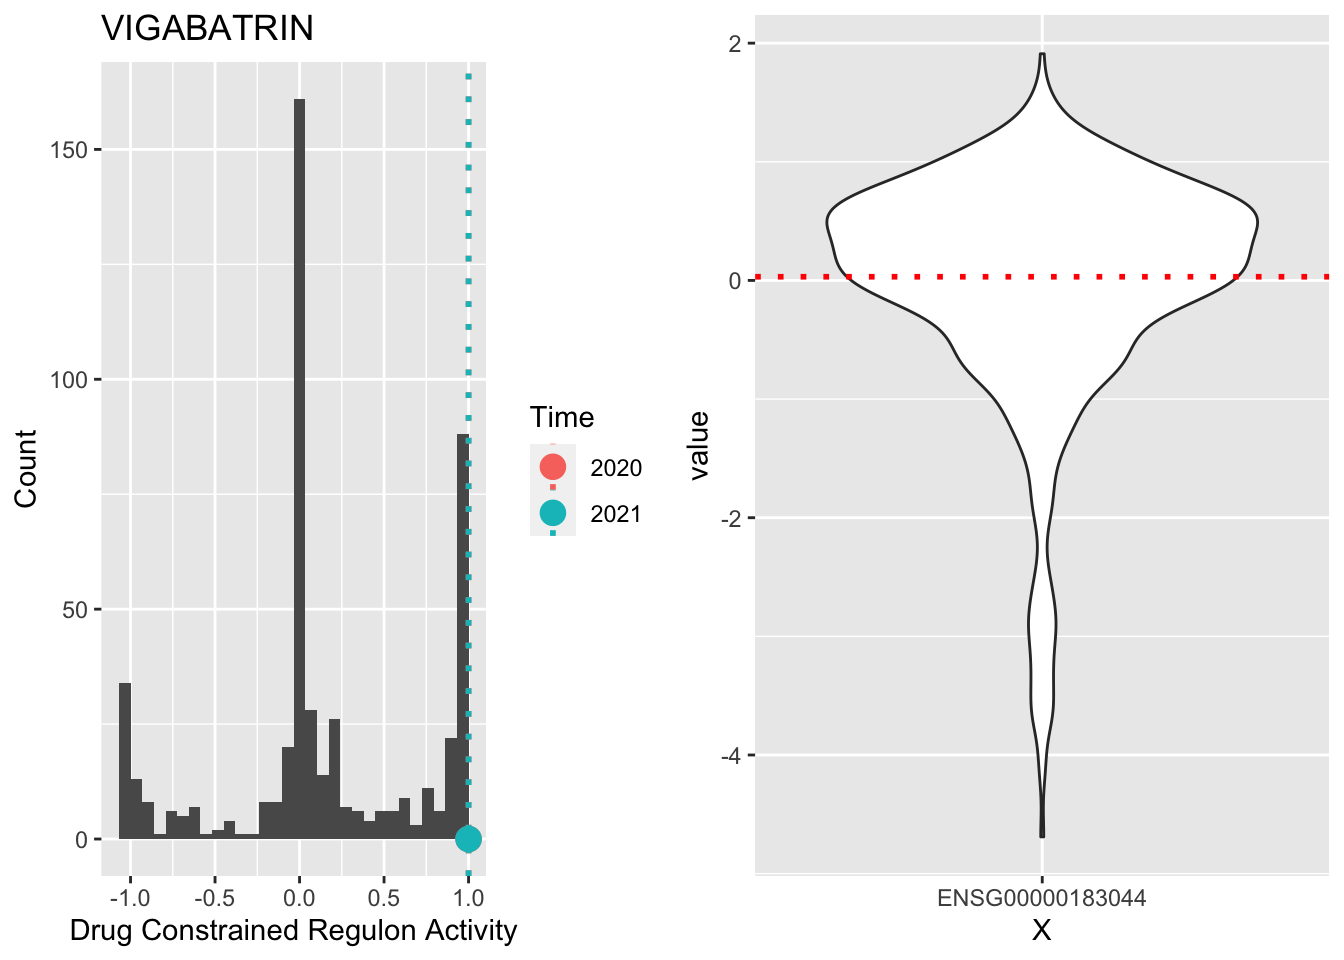 VIGABATRIN
150
100
50
0
Count
-1.0 -0.5 0.0 0.5 1.0
Drug Constrained Regulon Activity
Time
2020
2021
2
0
-2
-4
value
ENSG00000183044
X